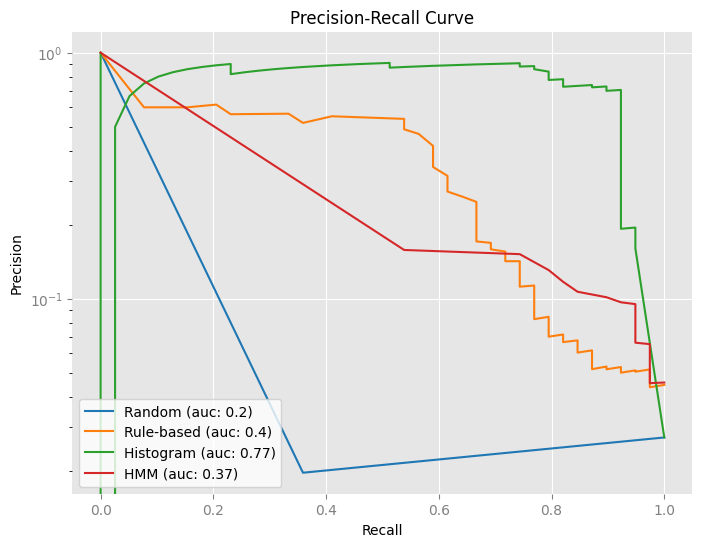 Precision-Recall Curve
Precision
10⁰
10⁻¹
Random (auc: 0.2)
Rule-based (auc: 0.4)
Histogram (auc: 0.77)
HMM (auc: 0.37)
0.0 0.2 0.4 0.6 0.8 1.0
Recall